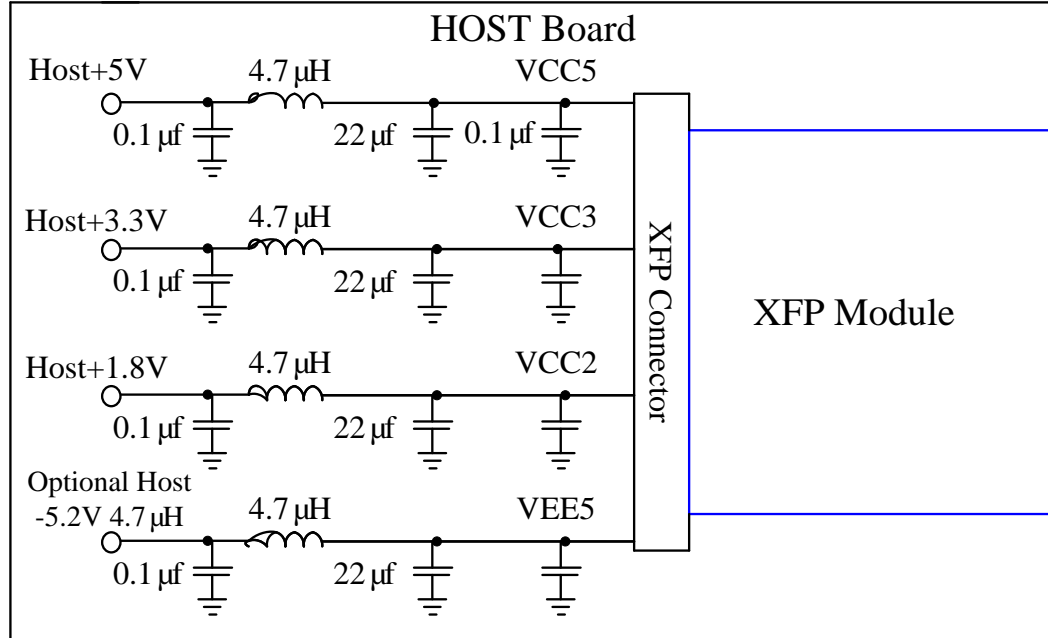 HOST Board
Host+5V
4.7 µH
VCC5
0.1 µf
22 µf
0.1 µf
Host+3.3V
4.7 µH
VCC3
0.1 µf
22 µf
Host+1.8V
4.7 µH
VCC2
0.1 µf
22 µf
Optional Host
-5.2V 4.7 µH
4.7 µH
VEE5
0.1 µf
22 µf
XFP Connector
XFP Module